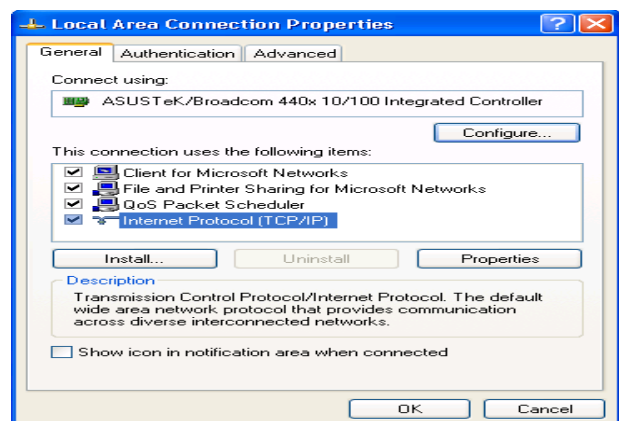 Local Area Connection Properties
General Authentication Advanced
Connect using:
ASUSTeK/Broadcom 440x 10/100 Integrated Controller
Configure...
This connection uses the following items:
Client for Microsoft Networks
File and Printer Sharing for Microsoft Networks
QoS Packet Scheduler
Internet Protocol (TCP/IP)
Install... Uninstall Properties
Description
Transmission Control Protocol/Internet Protocol. The default
wide area network protocol that provides communication
across diverse interconnected networks.
Show icon in notification area when connected
OK Cancel